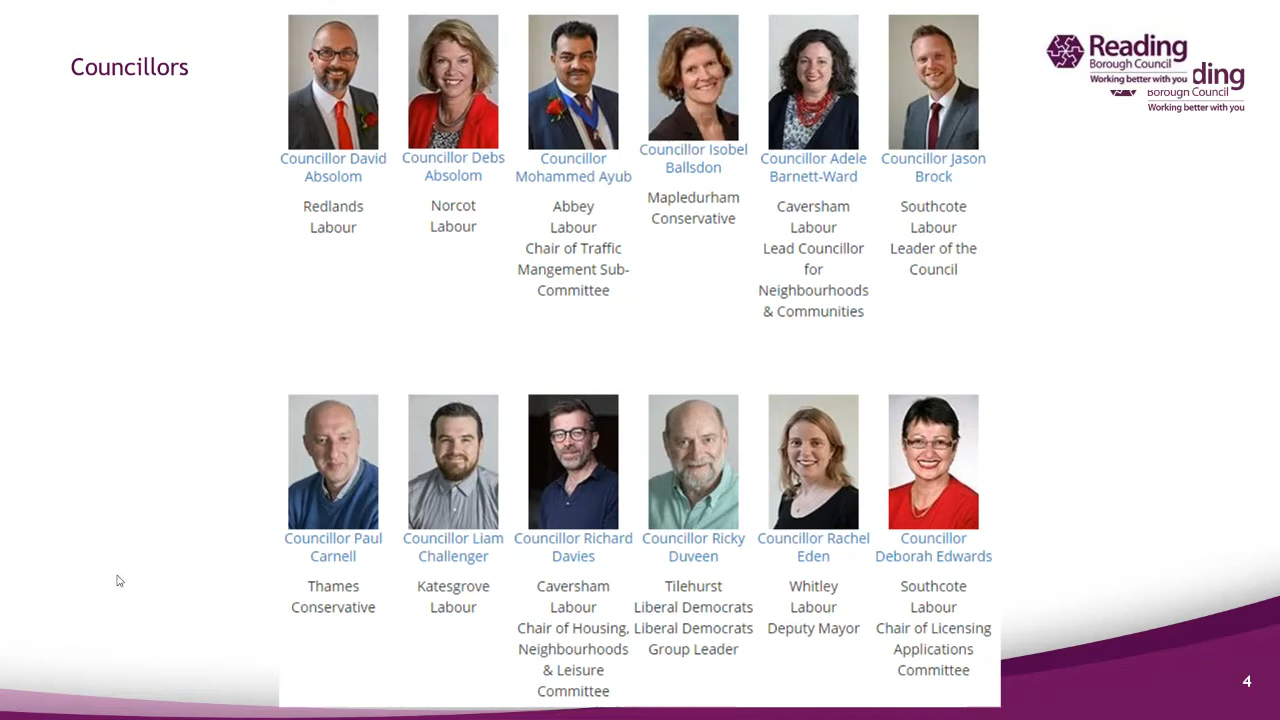 Councillors
Reading
Borough Council
Working better with you
ding
Borough Council
Working better with you
Councillor David
Absolom
Redlands
Labour
Councillor Debs
Absolom
Norcot
Labour
Councillor
Mohammed Ayub
Abbey
Labour
Chair of Traffic
Mangement Sub-
Committee
Councillor Isobel
Ballsdon
Mapledurham
Conservative
Councillor Adele
Barnett-Ward
Caversham
Labour
Lead Councillor
for
Neighbourhoods
& Communities
Councillor Jason
Brock
Southcote
Labour
Leader of the
Council
Councillor Paul
Carnell
Thames
Conservative
Councillor Liam
Challenger
Katesgrove
Labour
Councillor Richard
Davies
Caversham
Labour
Chair of Housing,
Neighbourhoods
& Leisure
Committee
Councillor Ricky
Duveen
Tilehurst
Liberal Democrats
Liberal Democrats
Group Leader
Councillor Rachel
Eden
Whitley
Labour
Deputy Mayor
Councillor
Deborah Edwards
Southcote
Labour
Chair of Licensing
Applications
Committee
4